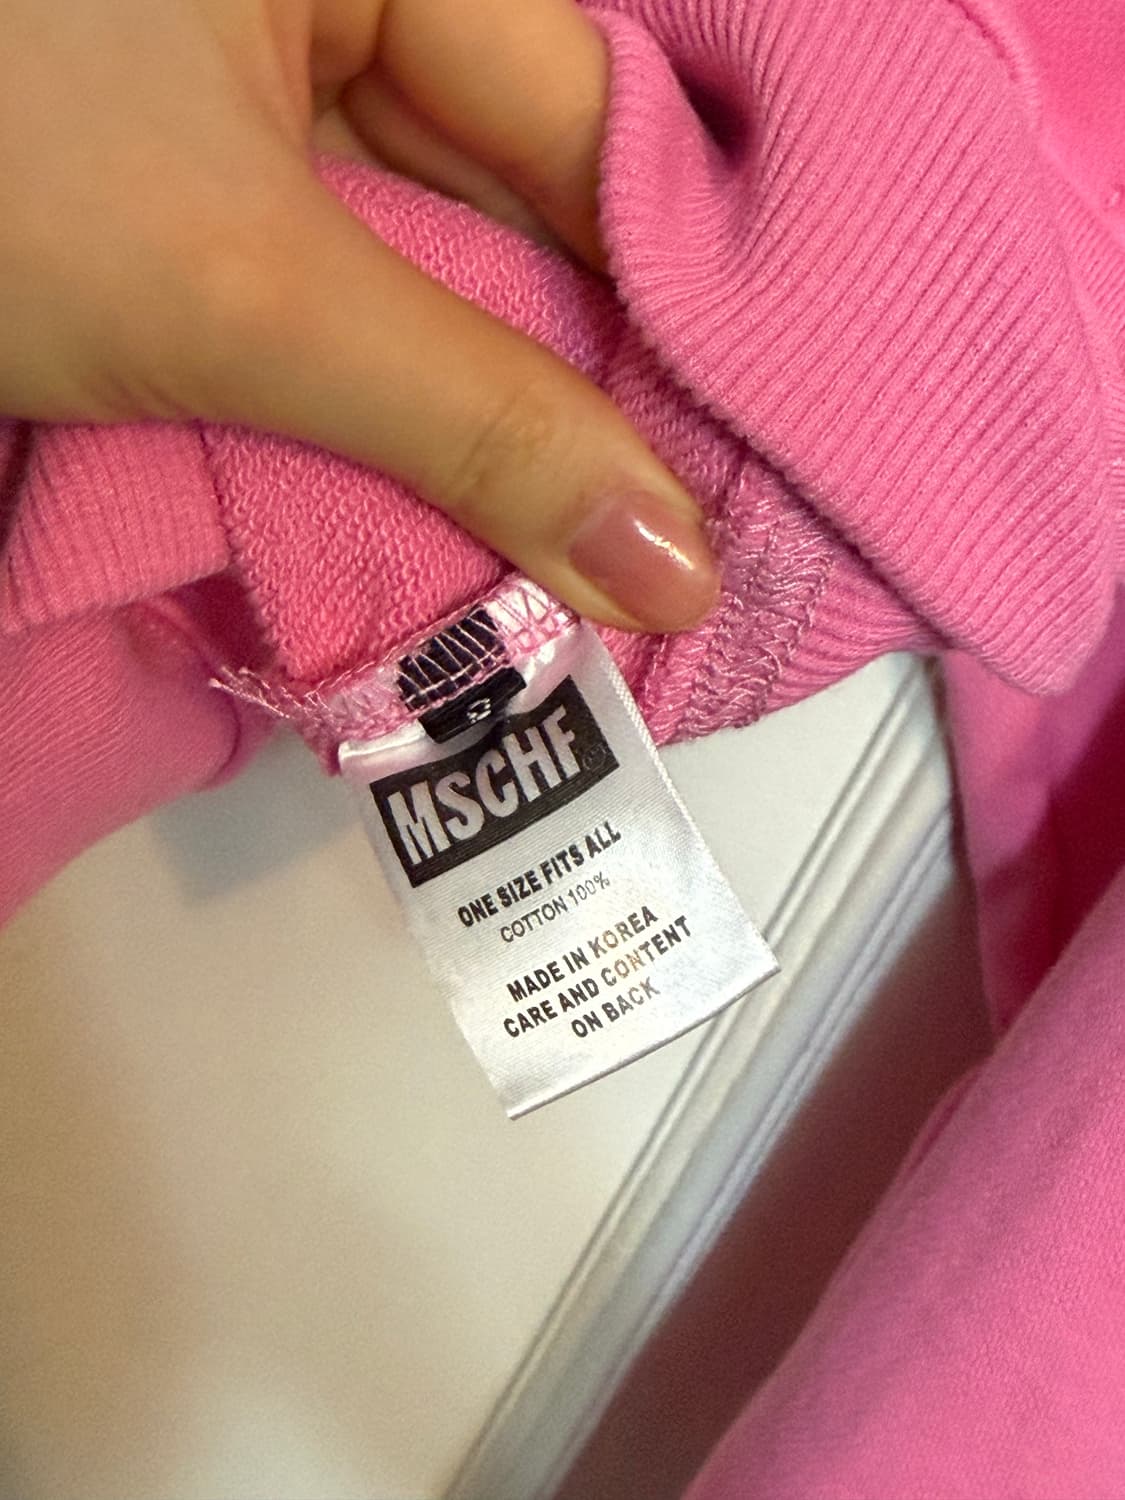 MSCHF
ONE SIZE FITS ALL
COTTON 100%
MADE IN KOREA
CARE AND CONTENT
ON BACK